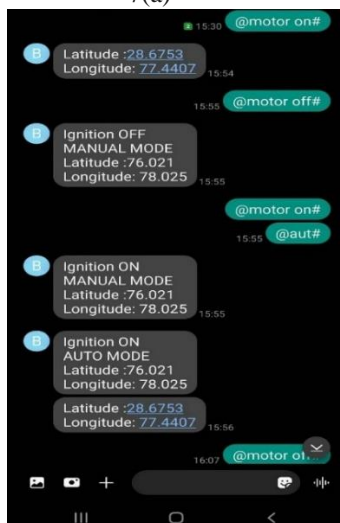 7(a)
15:30 @motor on#
B
Latitude :28.6753
Longitude: 77.4407 15:54
15:55 @motor off#
B
Ignition OFF
MANUAL MODE
Latitude :76.021
Longitude: 78.025 15:55
@motor on#
15:55 @aut#
B
Ignition ON
MANUAL MODE
Latitude :76.021
Longitude: 78.025 15:55
B
Ignition ON
AUTO MODE
Latitude :76.021
Longitude: 78.025
Latitude :28.6753
Longitude: 77.4407 15:56
16:07 @motor